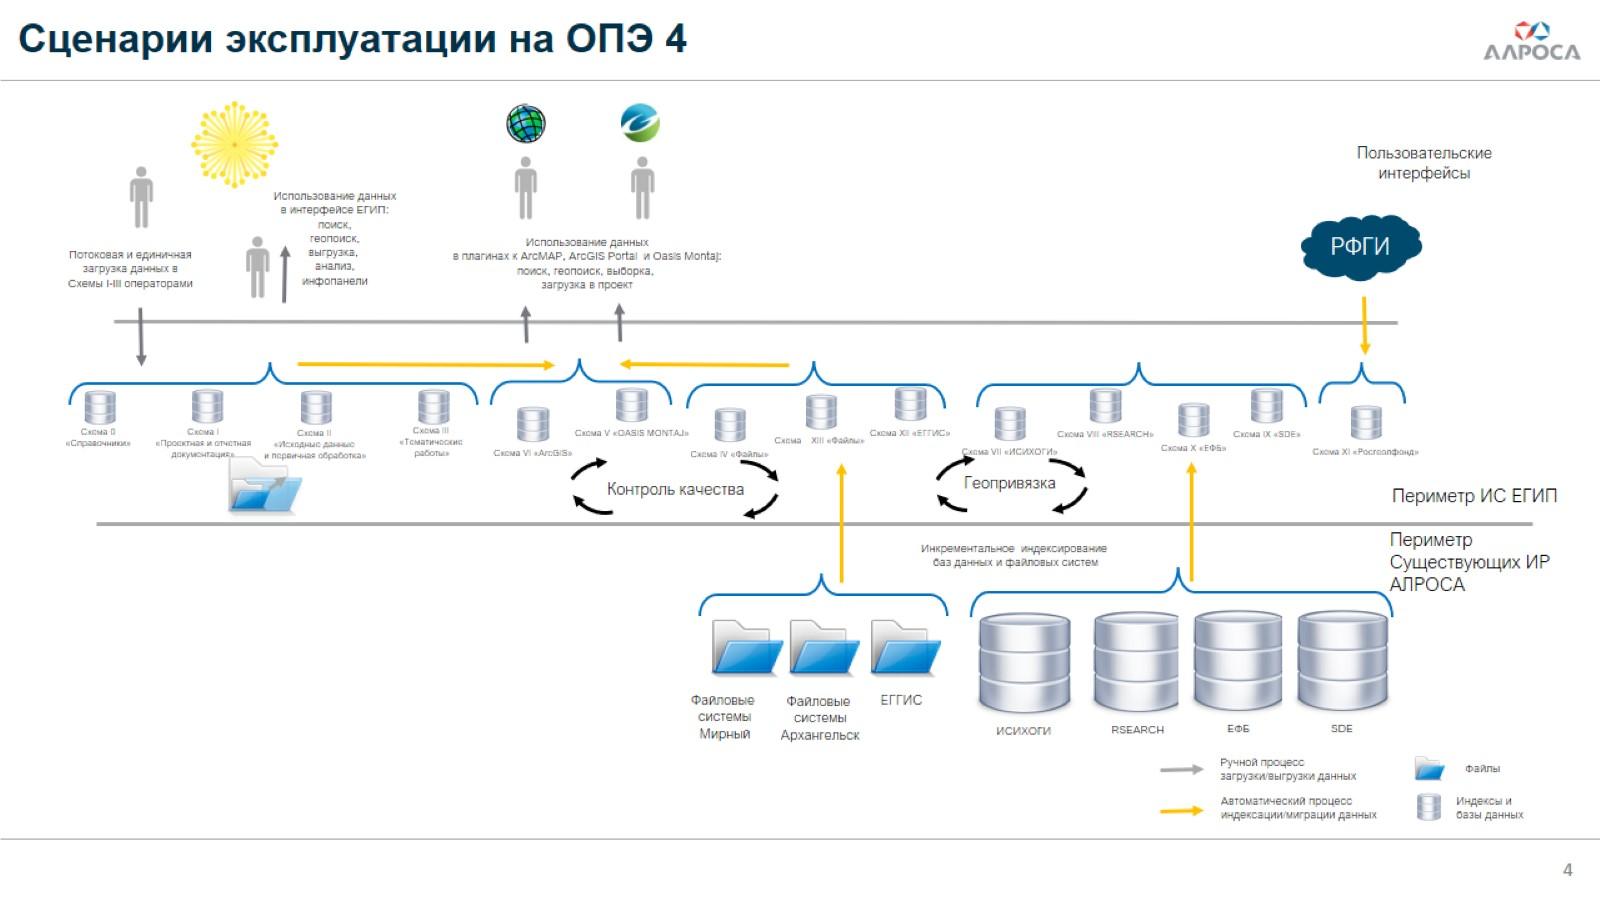 Сценарии эксплуатации на ОПЭ 4
АЛРОСА
Пользовательские
интерфейсы
Использование данных
в интерфейсе ЕГИП:
поиск,
геопоиск,
выгрузка,
анализ,
инфопанели
Потоковая и единичная
загрузка данных в
Схемы I-III операторами
Использование данных
в плагинах к ArcMAP, ArcGIS Portal и Oasis Montaj:
поиск, геопоиск, выборка,
загрузка в проект
РФГИ
Схема 0
«Справочники»
Схема I
«Проектная и отчетная
документация»
Схема II
«Исходные данные
и первичная обработка»
Схема III
«Тематические
работы»
Схема VI «ArcGIS»
Схема V «OASIS MONTAJ»
Схема IV «Файлы»
Схема XIII «Файлы»
Схема XII «ЕГГИС»
Схема VII «ИСИХОГИ»
Схема VIII «RSEARCH»
Схема X «ЕФБ»
Схема IX «SDE»
Схема XI «Росгеолфонд»
Контроль качества
Геопривязка
Периметр ИС ЕГИП
Периметр
Существующих ИР
АЛРОСА
Инкрементальное индексирование
баз данных и файловых систем
Файловые
системы
Мирный
Файловые
системы
Архангельск
ЕГГИС
ИСИХОГИ
RSEARCH
ЕФБ
SDE
Ручной процесс
загрузки/выгрузки данных
Файлы
Автоматический процесс
индексации/миграции данных
Индексы и
базы данных
4